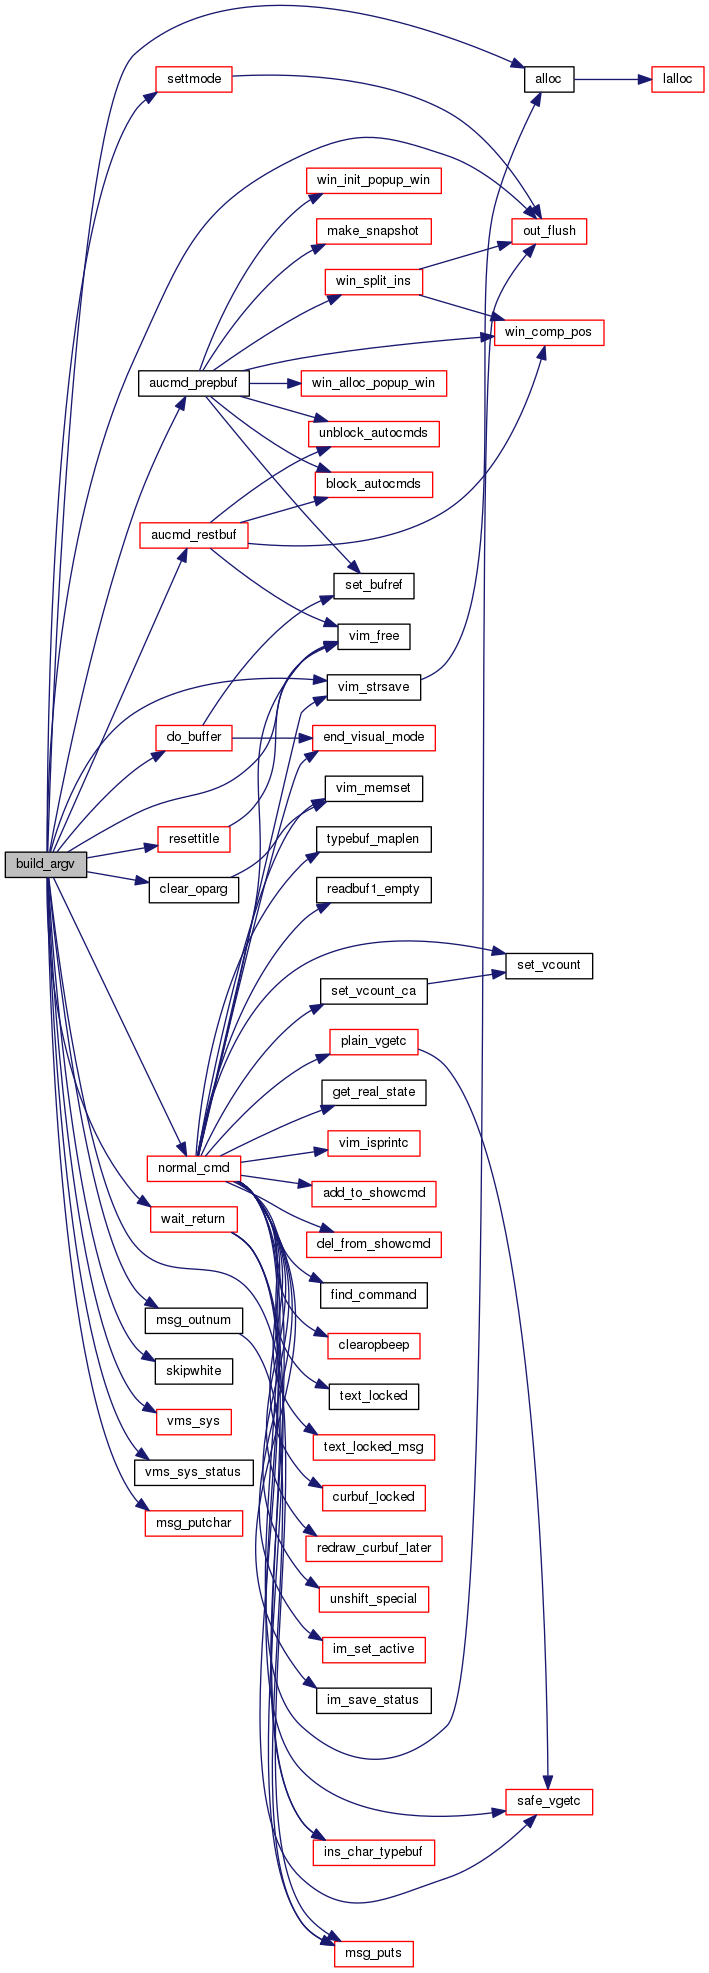 alloc
lalloc
settmode
win_init_popup_win
make_snapshot
out_flush
win_split_ins
win_comp_pos
aucmd_prepbuf
win_alloc_popup_win
unblock_autocmds
block_autocmds
aucmd_restbuf
set_bufref
vim_free
vim_strsave
do_buffer
end_visual_mode
vim_memset
resettitle
typebuf_maplen
build_argv
clear_oparg
readbuf1_empty
set_vcount
set_vcount_ca
plain_vgetc
get_real_state
vim_isprintc
normal_cmd
add_to_showcmd
wait_return
del_from_showcmd
find_command
msg_outnum
clearopbeep
skipwhite
text_locked
vms_sys
text_locked_msg
vms_sys_status
curbuf_locked
msg_putchar
redraw_curbuf_later
unshift_special
im_set_active
im_save_status
safe_vgetc
ins_char_typebuf
msg_puts